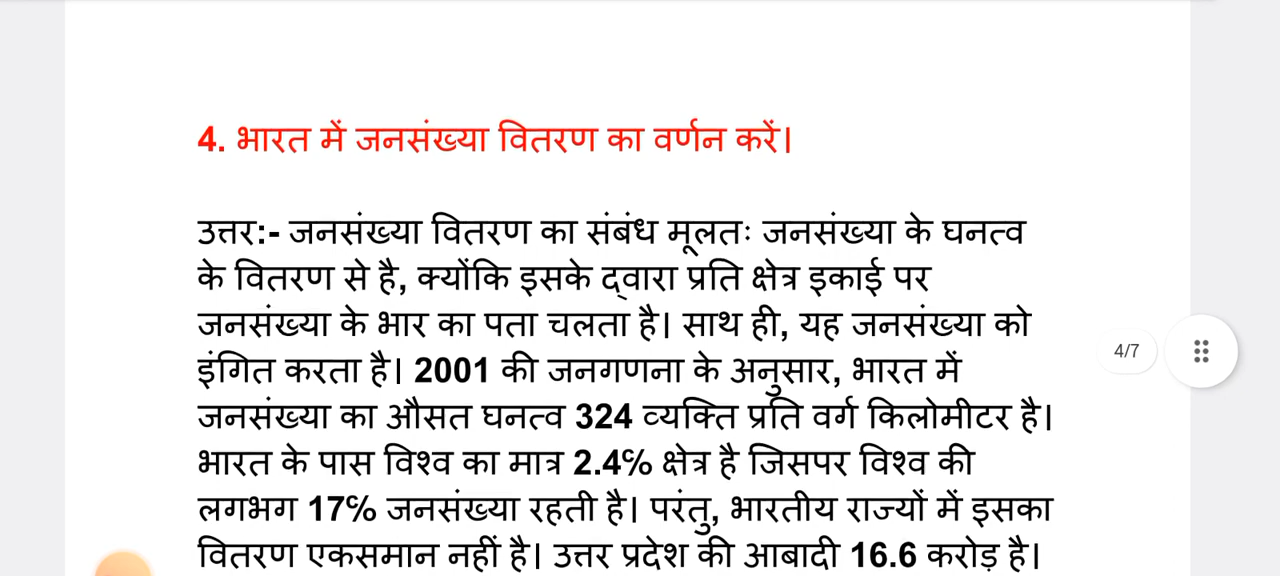 4. भारत में जनसंख्या वितरण का वर्णन करें।
उत्तर:- जनसंख्या वितरण का संबंध मूलतः जनसंख्या के घनत्व
के वितरण से है, क्योंकि इसके द्वारा प्रति क्षेत्र इकाई पर
जनसंख्या के भार का पता चलता है। साथ ही, यह जनसंख्या को
इंगित करता है। 2001 की जनगणना के अनुसार, भारत में
जनसंख्या का औसत घनत्व 324 व्यक्ति प्रति वर्ग किलोमीटर है।
4/7
भारत के पास विश्व का मात्र 2.4℅ क्षेत्र है जिसपर विश्व की
लगभग 17℅ जनसंख्या रहती है। परंतु, भारतीय राज्यों में इसका
वितरण एकसमान नहीं है। उत्तर प्रदेश की आबादी 16.6 करोड़ है।